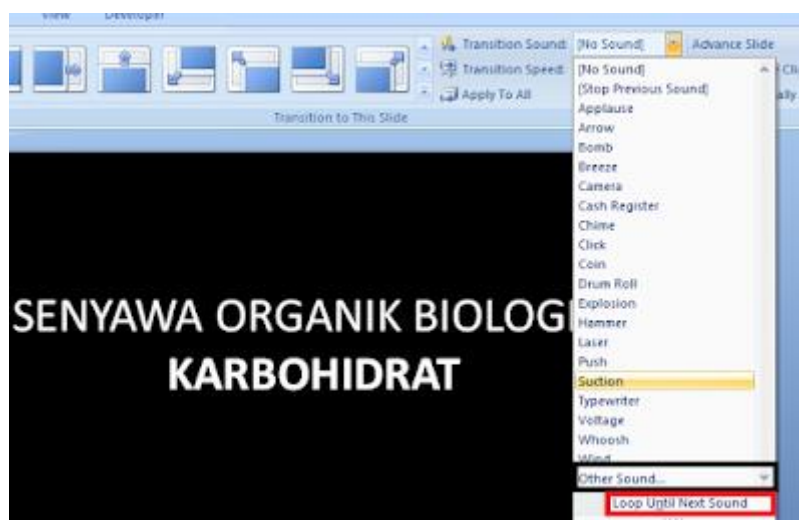 View Developer
Transition Sound: [No Sound] Advance Slide
Transition Speed:
Apply To All
Transition to This Slide
[No Sound]
[Stop Previous Sound]
Applause
Arrow
Bomb
Breeze
Camera
Cash Register
Chime
Click
Coin
Drum Roll
Explosion
Hammer
Laser
Push
Suction
Typewriter
Voltage
Whoosh
Wind
Other Sound...
Loop Until Next Sound
SENYAWA ORGANIK BIOLOG
KARBOHIDRAT